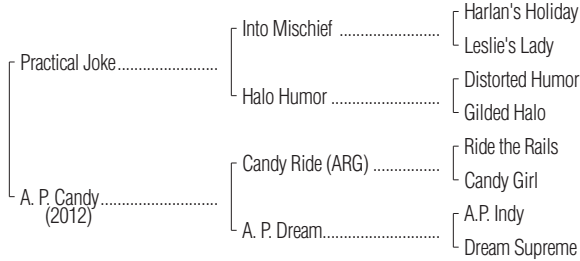 Harlan's Holiday
Into Mischief ........................
Leslie's Lady
Practical Joke........................
Distorted Humor
Halo Humor ..........................
Gilded Halo
Ride the Rails
Candy Ride (ARG) ................
Candy Girl
A. P. Candy............................
(2012)
A.P. Indy
A. P. Dream............................
Dream Supreme